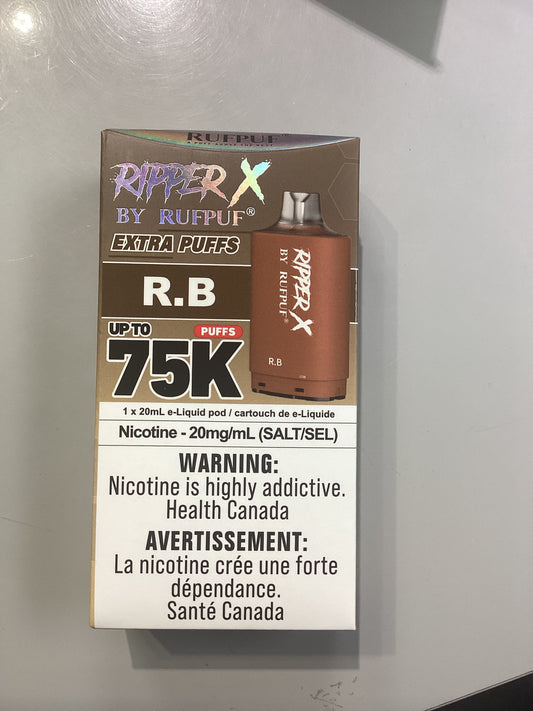 RUFPUF®
RIPPER X
BY RUFPUF®
EXTRA PUFFS
R.B
UP TO
PUFFS
75K
RIPPER X
BY RUFPUF®
R.B
1 x 20mL e-Liquid pod / cartouch de e-Liquide
Nicotine - 20mg/mL (SALT/SEL)
WARNING:
Nicotine is highly addictive.
Health Canada
AVERTISSEMENT:
La nicotine crée une forte
dépendance.
Santé Canada